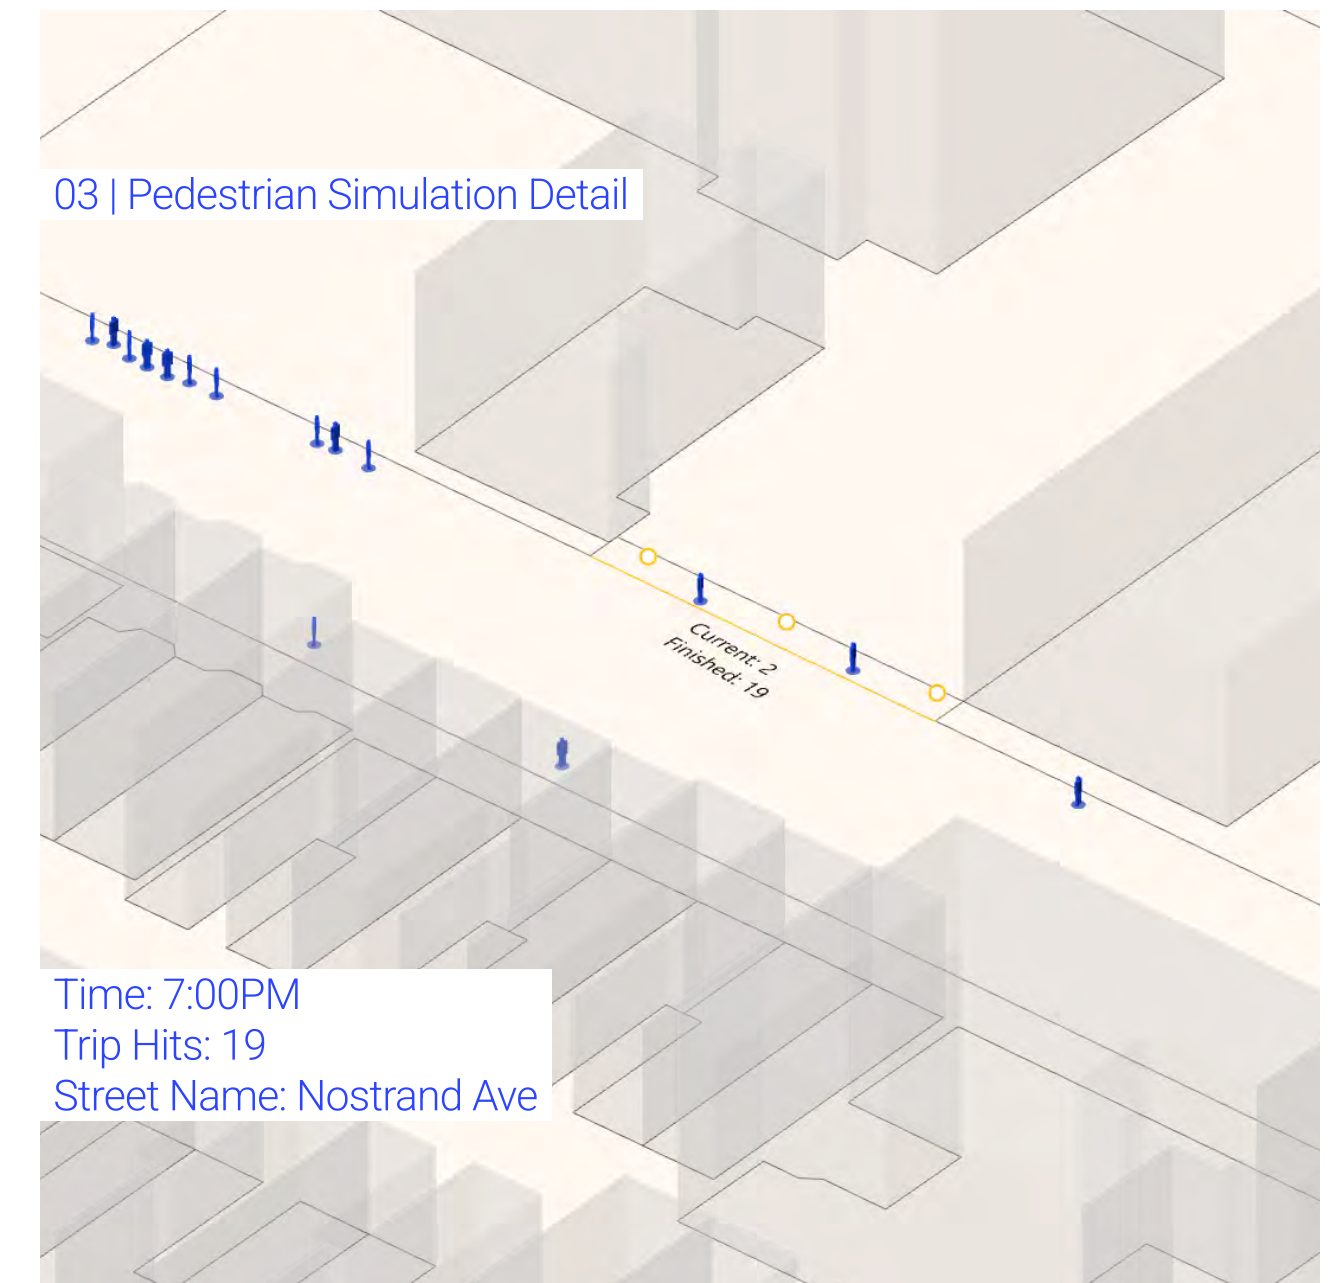 03 | Pedestrian Simulation Detail
Current: 2
Finished: 19
Time: 7:00PM
Trip Hits: 19
Street Name: Nostrand Ave